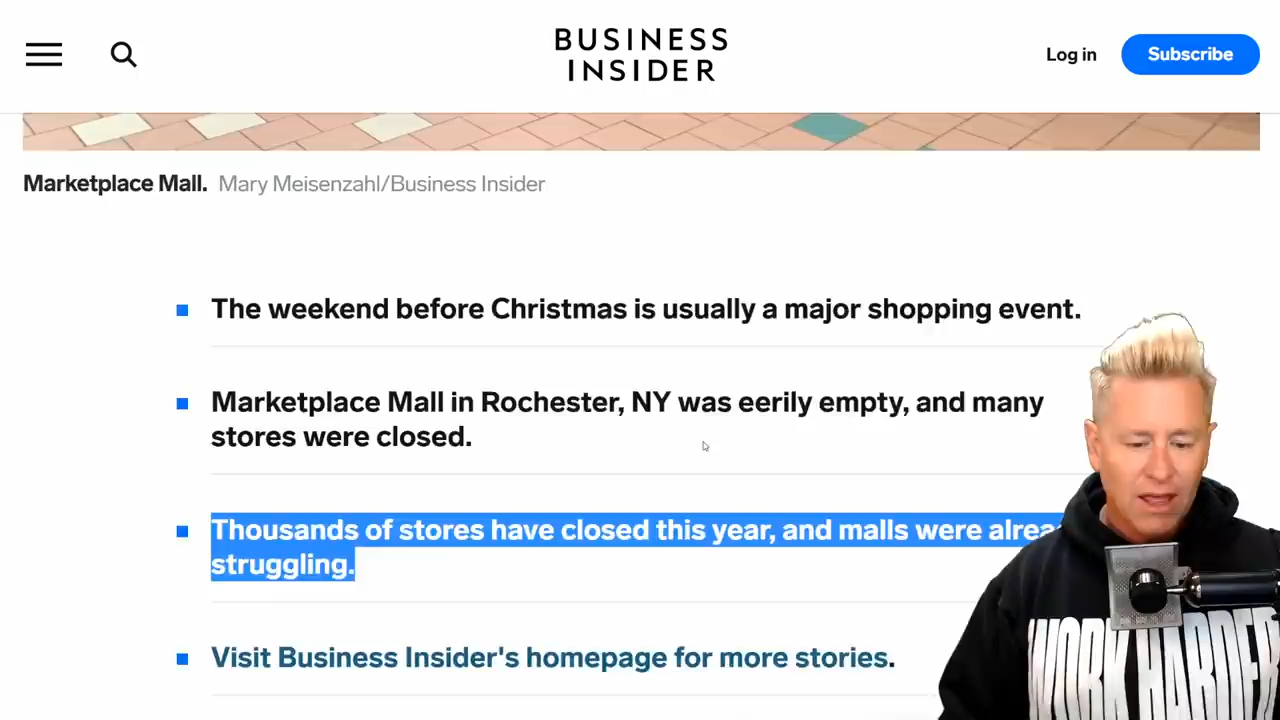 BUSINESS
INSIDER
Log in
Subscribe
Marketplace Mall. Mary Meisenzahl/Business Insider
The weekend before Christmas is usually a major shopping event.
Marketplace Mall in Rochester, NY was eerily empty, and many
stores were closed.
Thousands of stores have closed this year, and malls were
struggling.
Visit Business Insider's homepage for more stories.
WORK HARDER